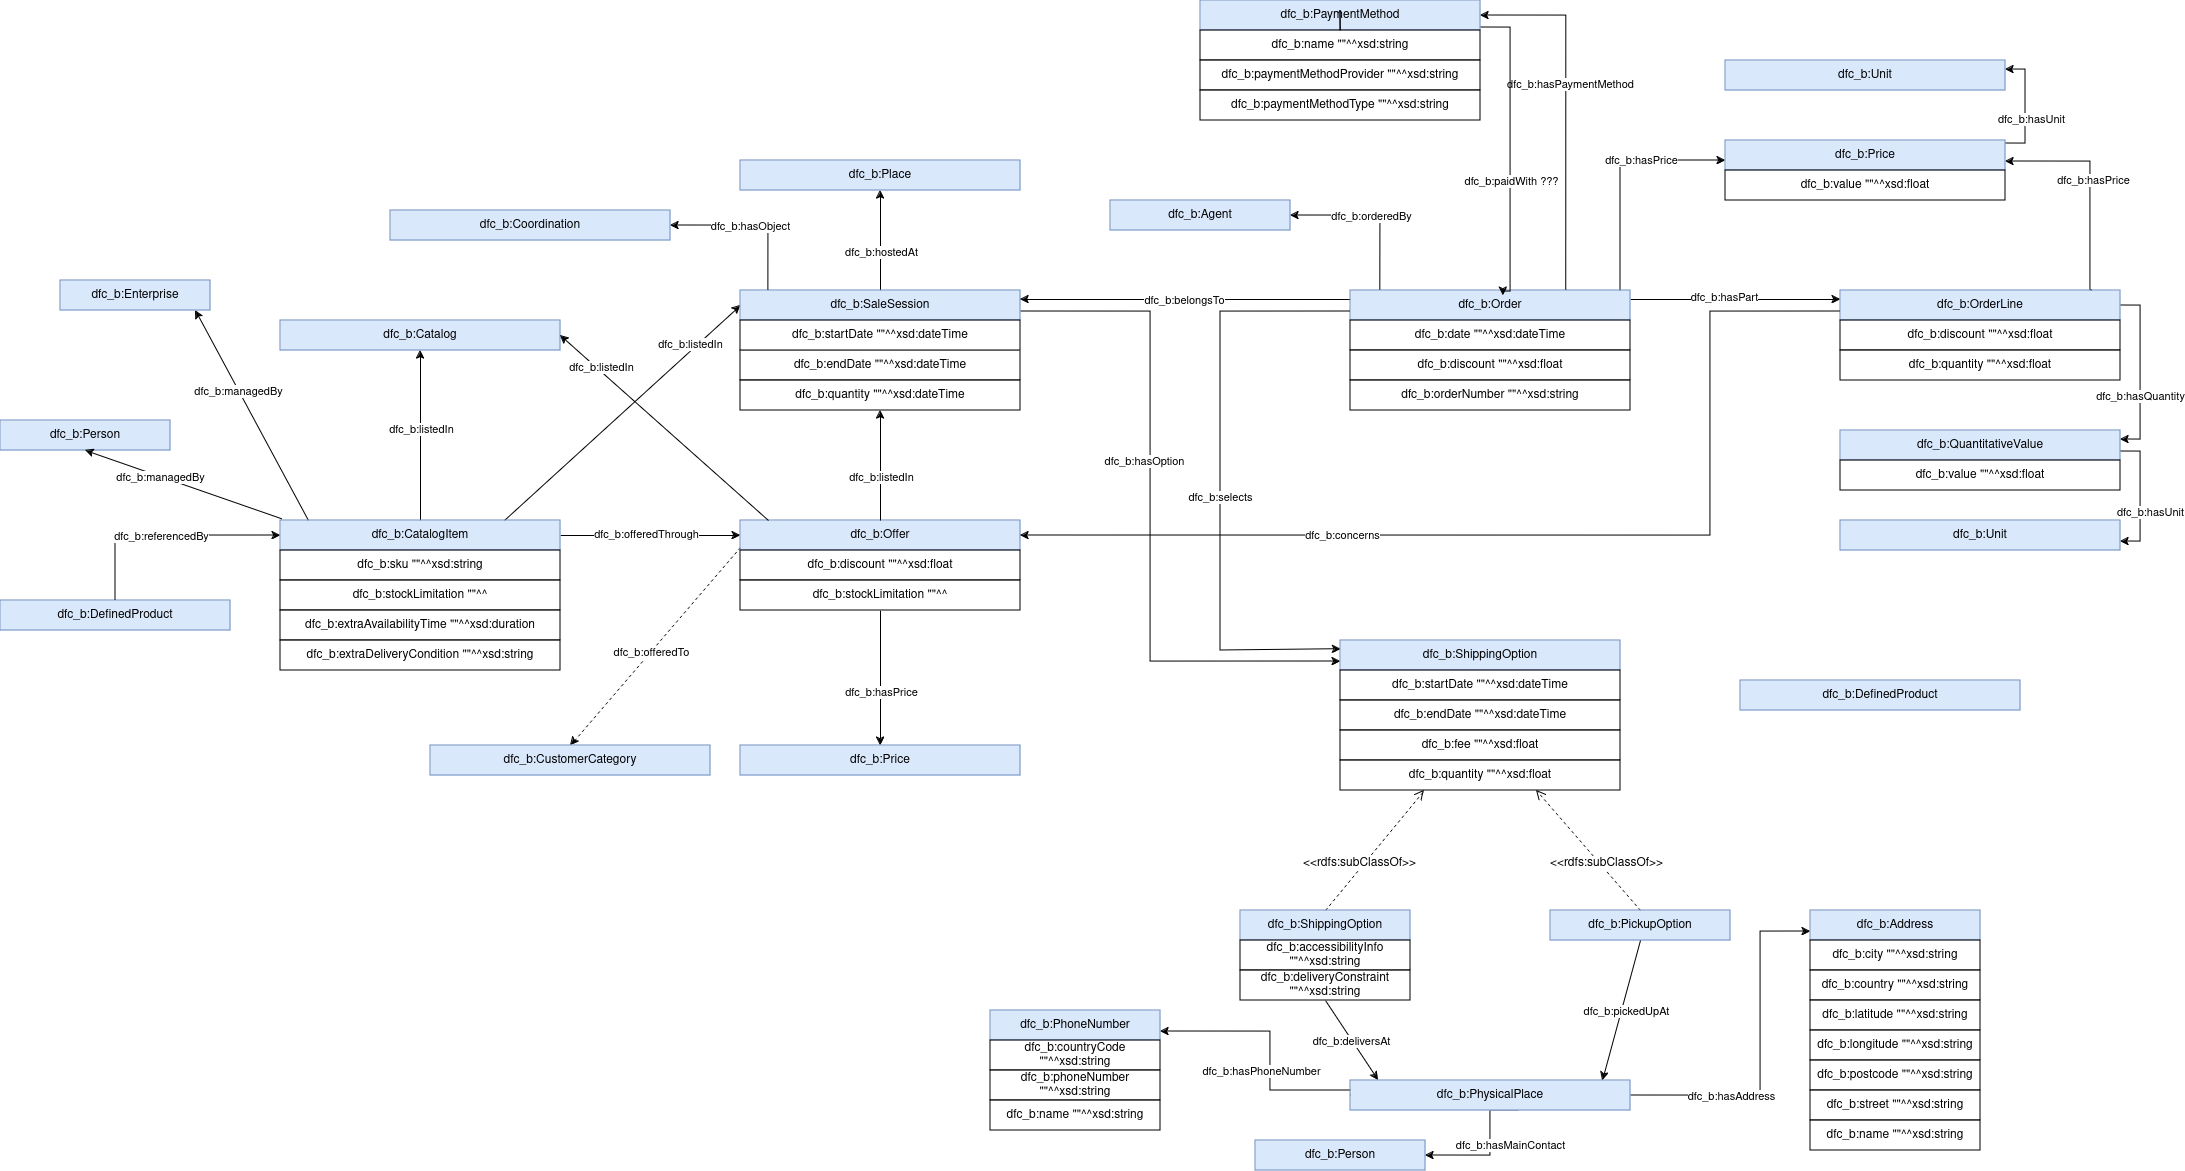 dfc_b:PaymentMethod
dfc_b:name ""^^xsd:string
dfc_b:paymentMethodProvider ""^^xsd:string
dfc_b:paymentMethodType ""^^xsd:string
dfc_b:hasPaymentMethod
dfc_b:paidWith ???
dfc_b:Unit
dfc_b:hasUnit
dfc_b:hasPrice
dfc_b:Price
dfc_b:value ""^^xsd:float
dfc_b:hasPrice
dfc_b:Place
dfc_b:hostedAt
dfc_b:Coordination
dfc_b:hasObject
dfc_b:Agent
dfc_b:orderedBy
dfc_b:Enterprise
dfc_b:managedBy
dfc_b:Catalog
dfc_b:listedIn
dfc_b:listedIn
dfc_b:listedIn
dfc_b:SaleSession
dfc_b:startDate ""^^xsd:dateTime
dfc_b:endDate ""^^xsd:dateTime
dfc_b:quantity ""^^xsd:dateTime
dfc_b:listedIn
dfc_b:belongsTo
dfc_b:Order
dfc_b:date ""^^xsd:dateTime
dfc_b:discount ""^^xsd:float
dfc_b:orderNumber ""^^xsd:string
dfc_b:hasPart
dfc_b:OrderLine
dfc_b:discount ""^^xsd:float
dfc_b:quantity ""^^xsd:float
dfc_b:hasQuantity
dfc_b:QuantitativeValue
dfc_b:value ""^^xsd:float
dfc_b:hasUnit
dfc_b:Unit
dfc_b:Person
dfc_b:managedBy
dfc_b:hasOption
dfc_b:selects
dfc_b:referencedBy
dfc_b:DefinedProduct
dfc_b:CatalogItem
dfc_b:sku ""^^xsd:string
dfc_b:stockLimitation ""^^
dfc_b:extraAvailabilityTime ""^^xsd:duration
dfc_b:extraDeliveryCondition ""^^xsd:string
dfc_b:offeredThrough
dfc_b:Offer
dfc_b:discount ""^^xsd:float
dfc_b:stockLimitation ""^^
dfc_b:concerns
dfc_b:offeredTo
dfc_b:hasPrice
dfc_b:CustomerCategory
dfc_b:Price
dfc_b:ShippingOption
dfc_b:startDate ""^^xsd:dateTime
dfc_b:endDate ""^^xsd:dateTime
dfc_b:fee ""^^xsd:float
dfc_b:quantity ""^^xsd:float
dfc_b:DefinedProduct
<<rdfs:subClassOf>>
<<rdfs:subClassOf>>
dfc_b:ShippingOption
dfc_b:accessibilityInfo
""^^xsd:string
dfc_b:deliveryConstraint
""^^xsd:string
dfc_b:PickupOption
dfc_b:deliversAt
dfc_b:pickedUpAt
dfc_b:Address
dfc_b:city ""^^xsd:string
dfc_b:country ""^^xsd:string
dfc_b:latitude ""^^xsd:string
dfc_b:longitude ""^^xsd:string
dfc_b:postcode ""^^xsd:string
dfc_b:street ""^^xsd:string
dfc_b:name ""^^xsd:string
dfc_b:PhoneNumber
dfc_b:countryCode
""^^xsd:string
dfc_b:phoneNumber
""^^xsd:string
dfc_b:name ""^^xsd:string
dfc_b:hasPhoneNumber
dfc_b:PhysicalPlace
dfc_b:hasAddress
dfc_b:hasMainContact
dfc_b:Person